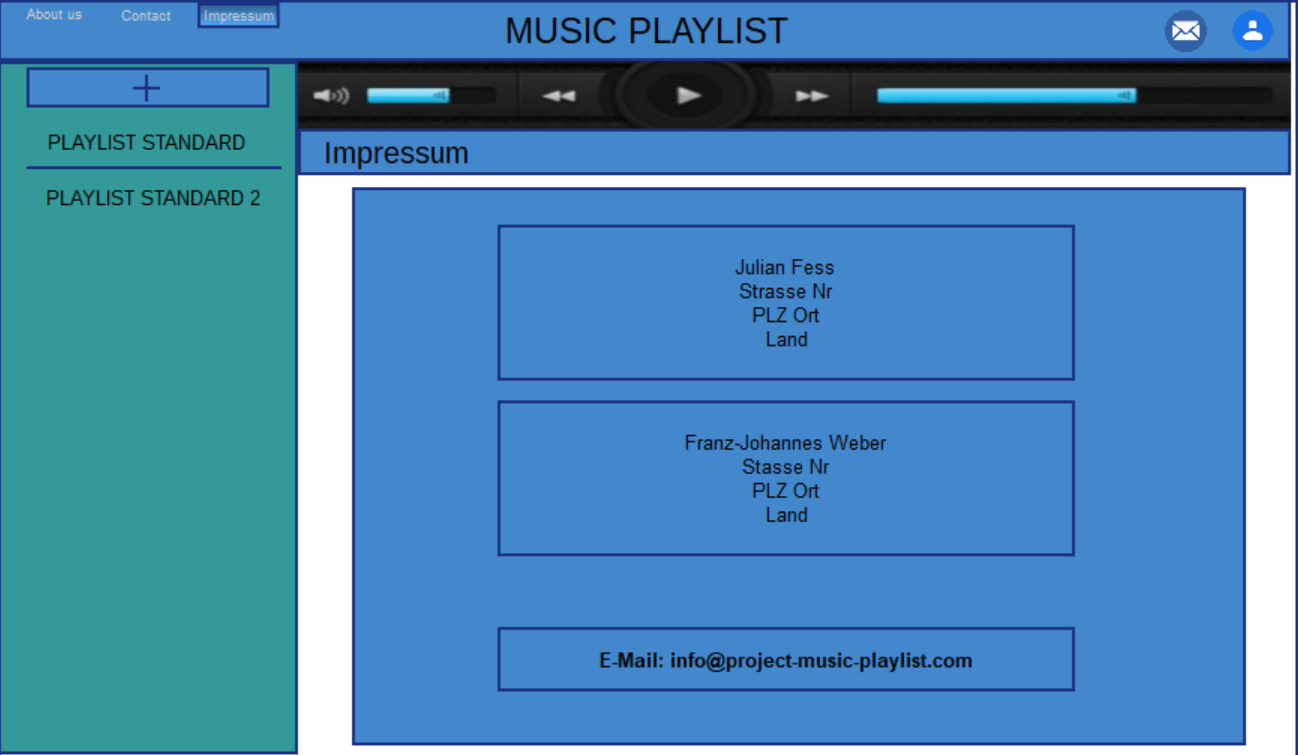 About us
Contact
Impressum
MUSIC PLAYLIST
PLAYLIST STANDARD
PLAYLIST STANDARD 2
Impressum
Julian Fess
Strasse Nr
PLZ Ort
Land
Franz-Johannes Weber
Stasse Nr
PLZ Ort
Land
E-Mail: info@project-music-playlist.com